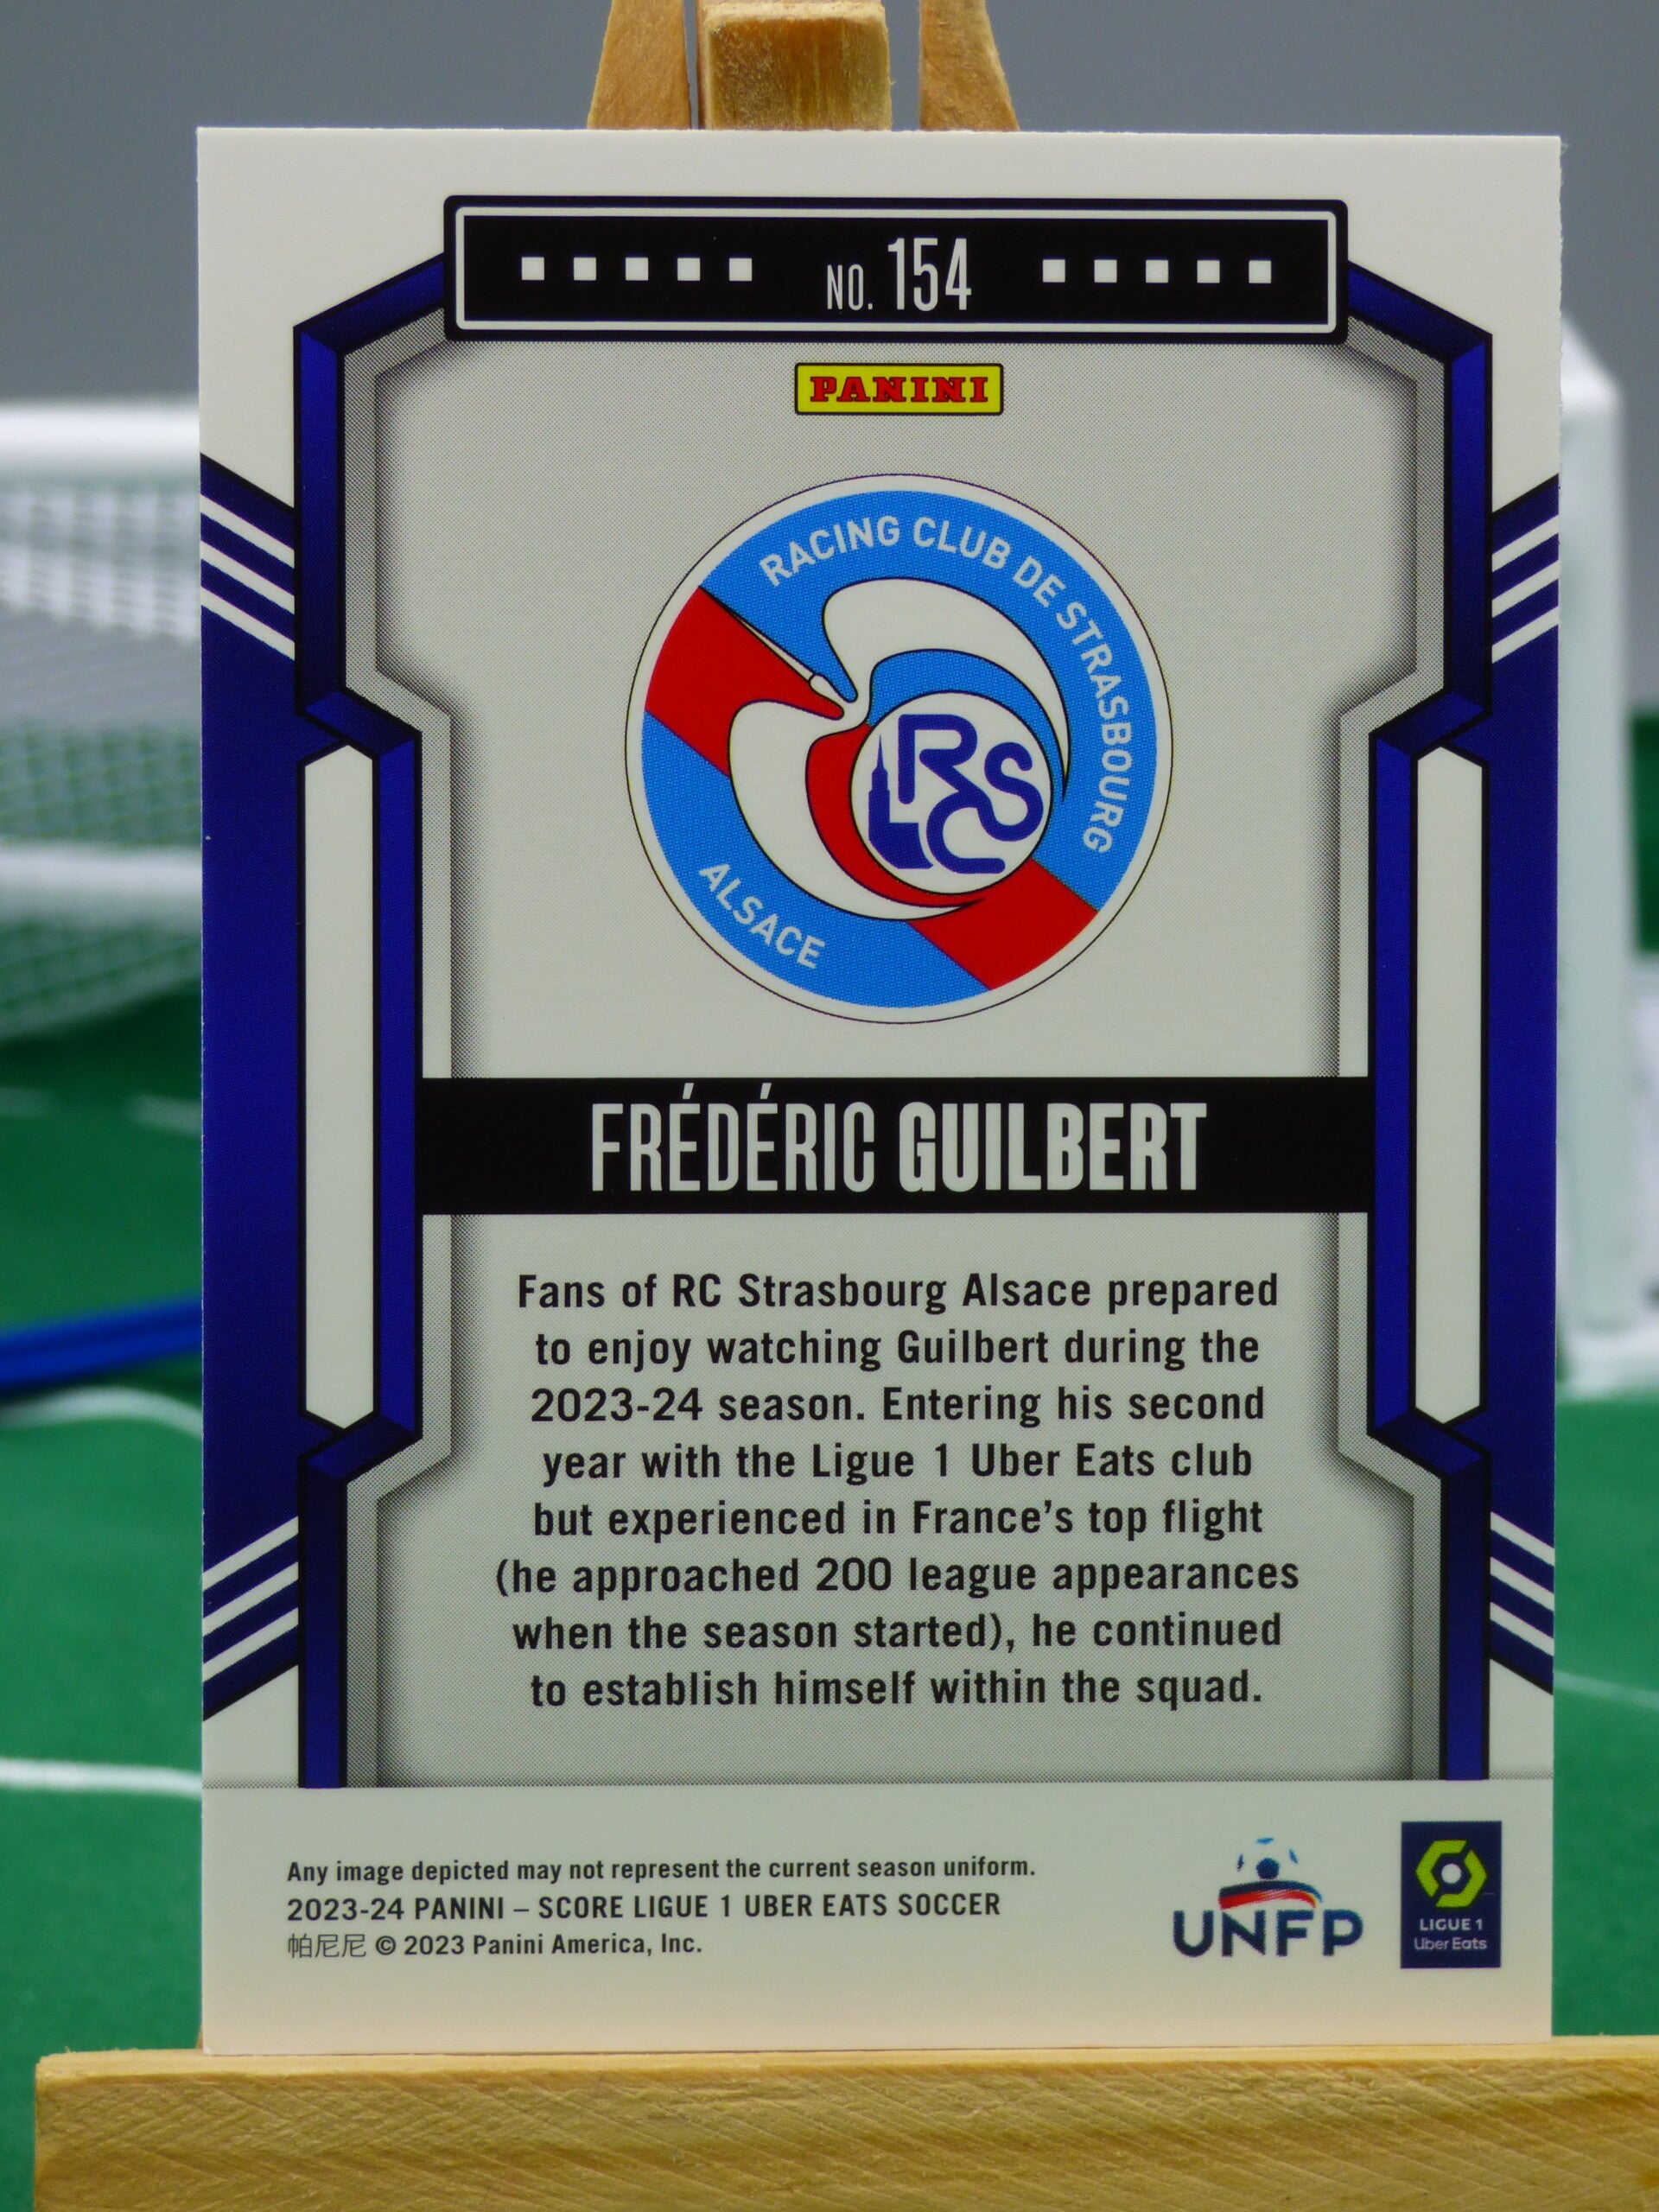 NO. 154
PANINI
RACING CLUB DE STRASBOURG
RSC
ALSACE
FRÉDÉRIC GUILBERT
Fans of RC Strasbourg Alsace prepared
to enjoy watching Guilbert during the
2023-24 season. Entering his second
year with the Ligue 1 Uber Eats club
but experienced in France’s top flight
(he approached 200 league appearances
when the season started), he continued
to establish himself within the squad.
Any image depicted may not represent the current season uniform.
2023-24 PANINI – SCORE LIGUE 1 UBER EATS SOCCER
帕尼尼 © 2023 Panini America, Inc.
UNFP
LIGUE 1
Uber Eats